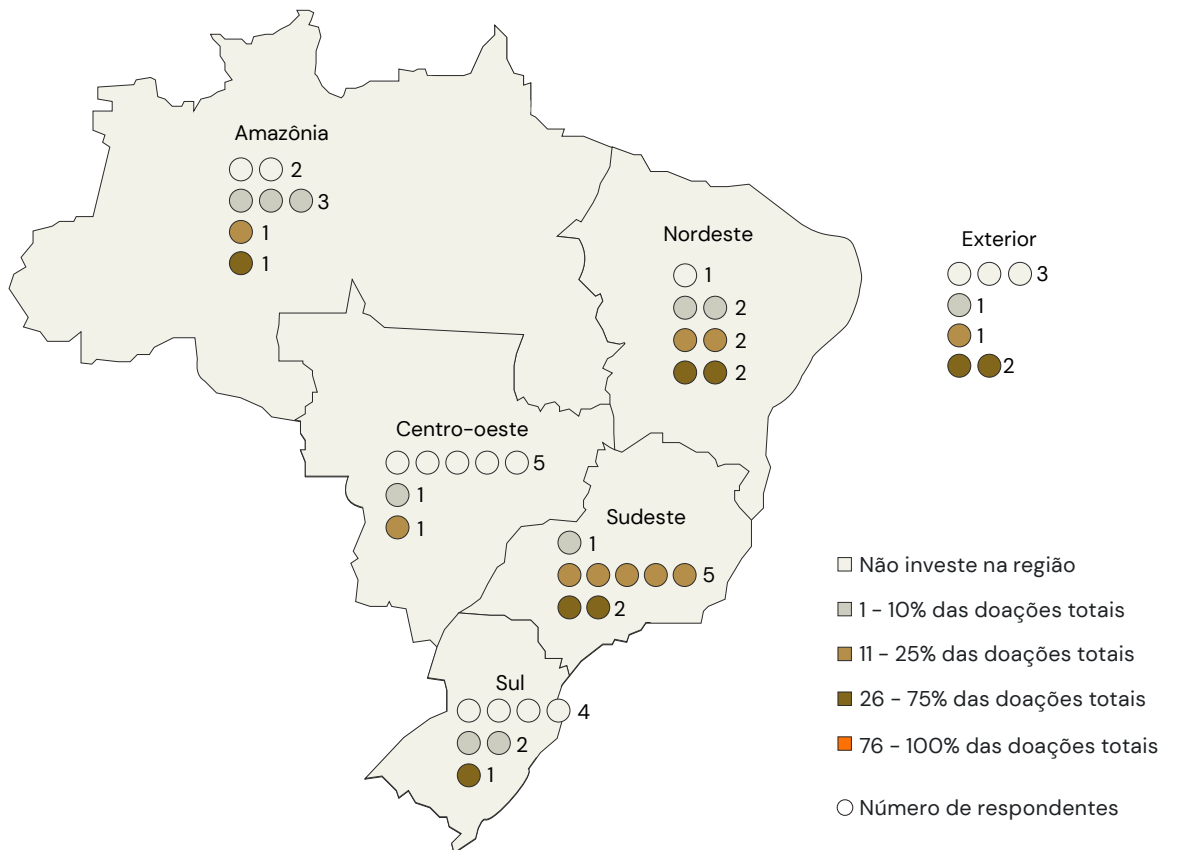 Amazônia
2
3
1
1
Nordeste
1
2
2
2
Exterior
3
1
1
2
Centro-oeste
5
1
1
Sudeste
1
5
2
Sul
4
2
1
Não investe na região
1 - 10% das doações totais
11 - 25% das doações totais
26 - 75% das doações totais
76 - 100% das doações totais
Número de respondentes